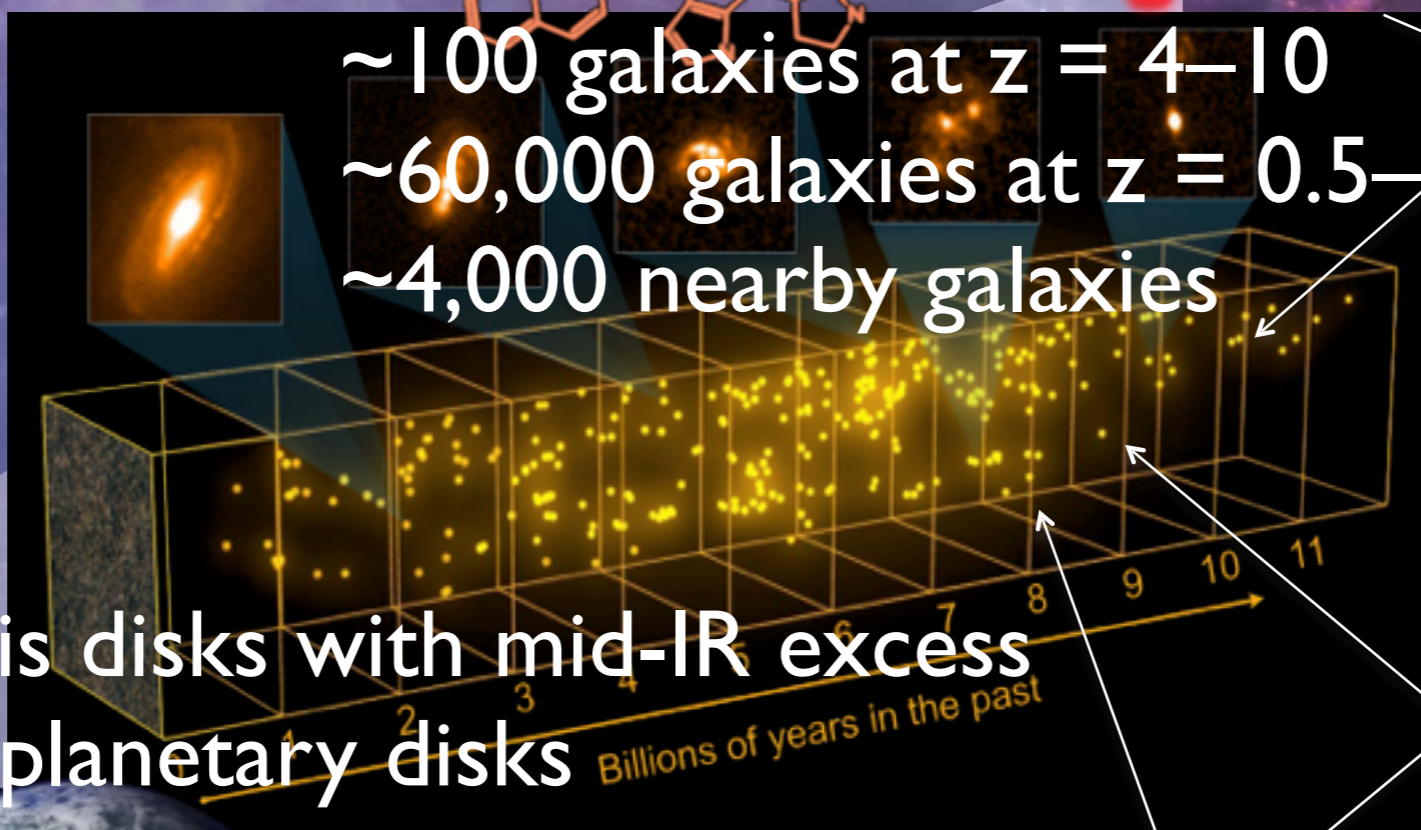 ~100 galaxies at z = 4–10
~60,000 galaxies at z = 0.5–
~4,000 nearby galaxies
is disks with mid-IR excess
planetary disks
0 1 2 3 4 5 6 7 8 9 10 11
Billions of years in the past